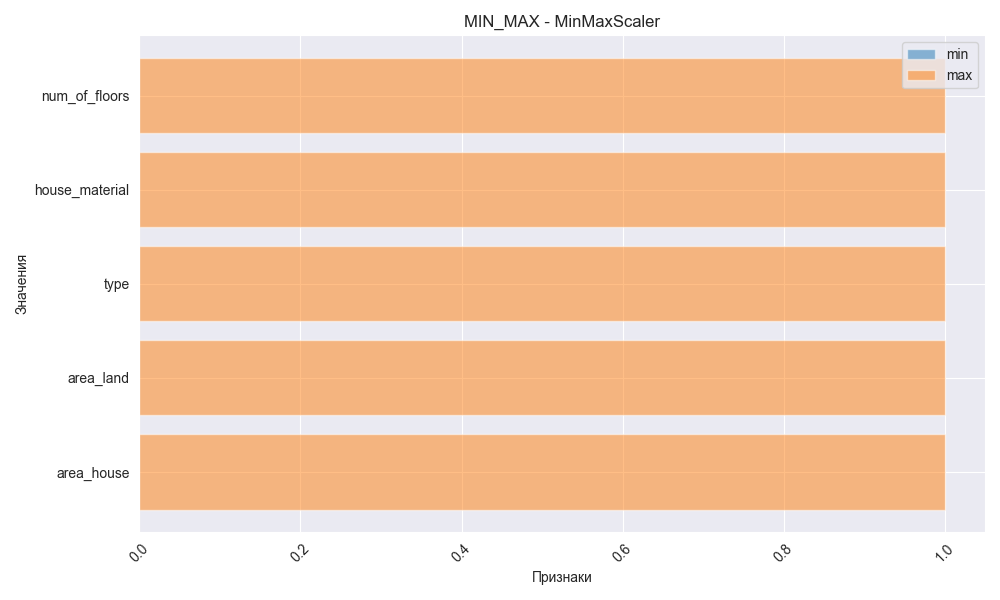 MIN_MAX - MinMaxScaler
min
max
num_of_floors
house_material
type
area_land
area_house
Значения
0.0
0.2
0.4
0.6
0.8
1.0
Признаки